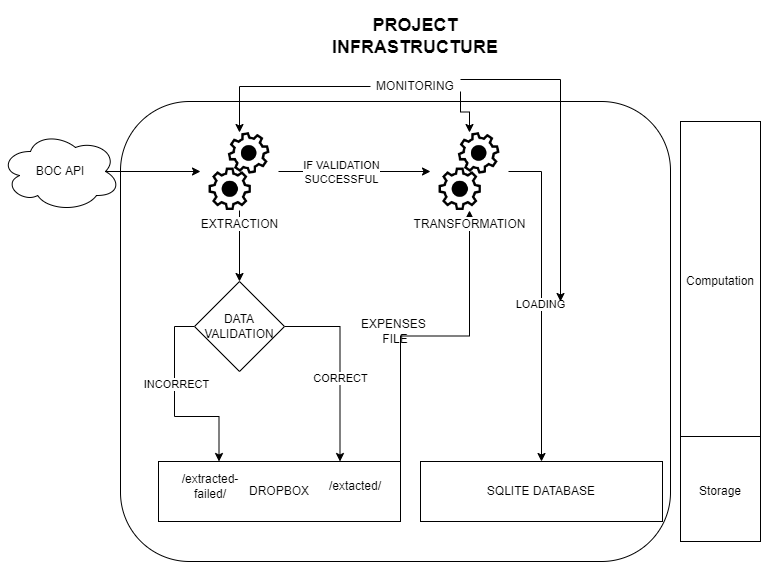 PROJECT
INFRASTRUCTURE
MONITORING
BOC API
IF VALIDATION
SUCCESSFUL
EXTRACTION
TRANSFORMATION
Computation
LOADING
DATA
VALIDATION
EXPENSES
FILE
INCORRECT
CORRECT
/extracted-
failed/
DROPBOX
/extacted/
SQLITE DATABASE
Storage